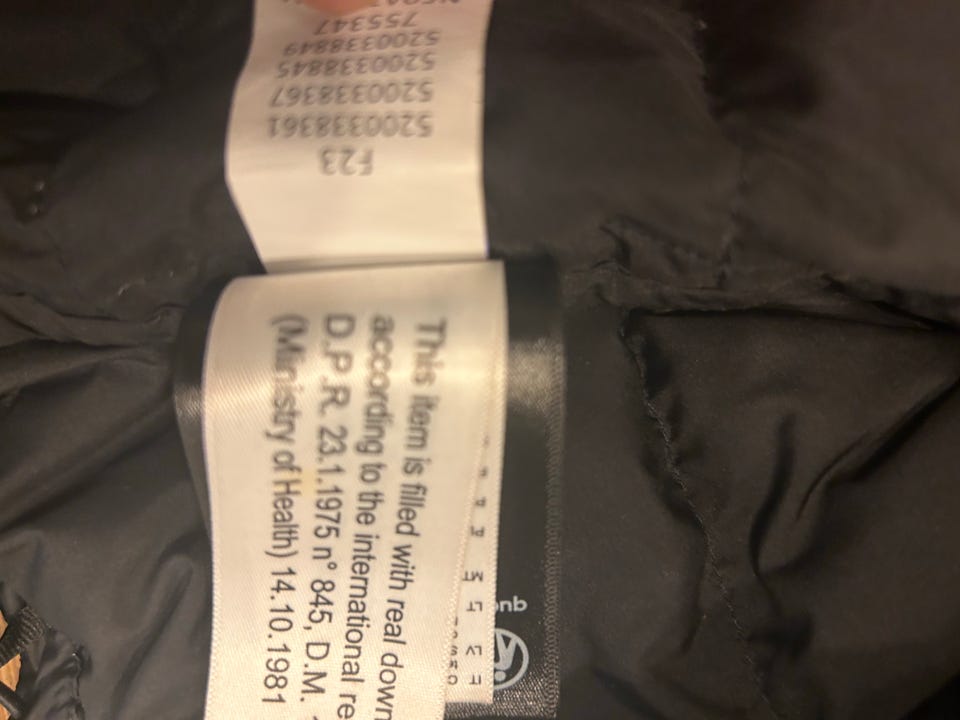 F23
5200338361
5200338367
5200338845
5200338849
755347
This item is filled with real down
according to the international re
D.P.R. 23.1.1975 n° 845, D.M.
(Ministry of Health) 14.10.1981